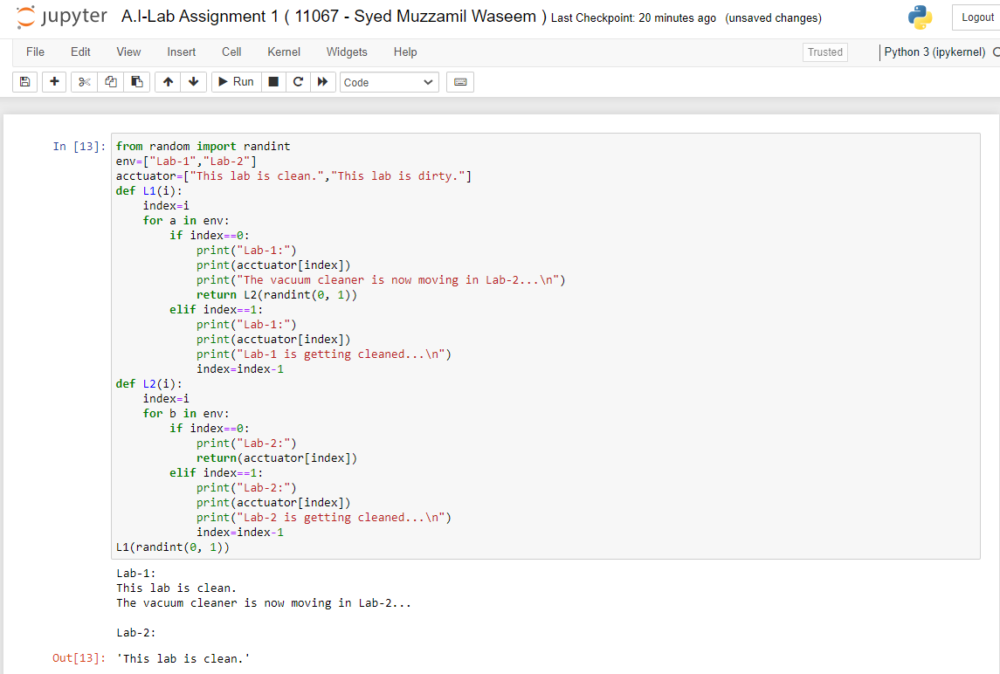 jupyter A.I-Lab Assignment 1 ( 11067 - Syed Muzzamil Waseem ) Last Checkpoint: 20 minutes ago (unsaved changes) Logout
File Edit View Insert Cell Kernel Widgets Help Trusted Python 3 (ipykernel)
Run Code
In [13]: from random import randint
env=["Lab-1","Lab-2"]
acctuator=["This lab is clean.","This lab is dirty."]
def L1(i):
    index=i
    for a in env:
        if index==0:
            print("Lab-1:")
            print(acctuator[index])
            print("The vacuum cleaner is now moving in Lab-2...\n")
            return L2(randint(0, 1))
        elif index==1:
            print("Lab-1:")
            print(acctuator[index])
            print("Lab-1 is getting cleaned...\n")
            index=index-1
def L2(i):
    index=i
    for b in env:
        if index==0:
            print("Lab-2:")
            return(acctuator[index])
        elif index==1:
            print("Lab-2:")
            print(acctuator[index])
            print("Lab-2 is getting cleaned...\n")
            index=index-1
L1(randint(0, 1))
Lab-1:
This lab is clean.
The vacuum cleaner is now moving in Lab-2...
Lab-2:
Out[13]: 'This lab is clean.'